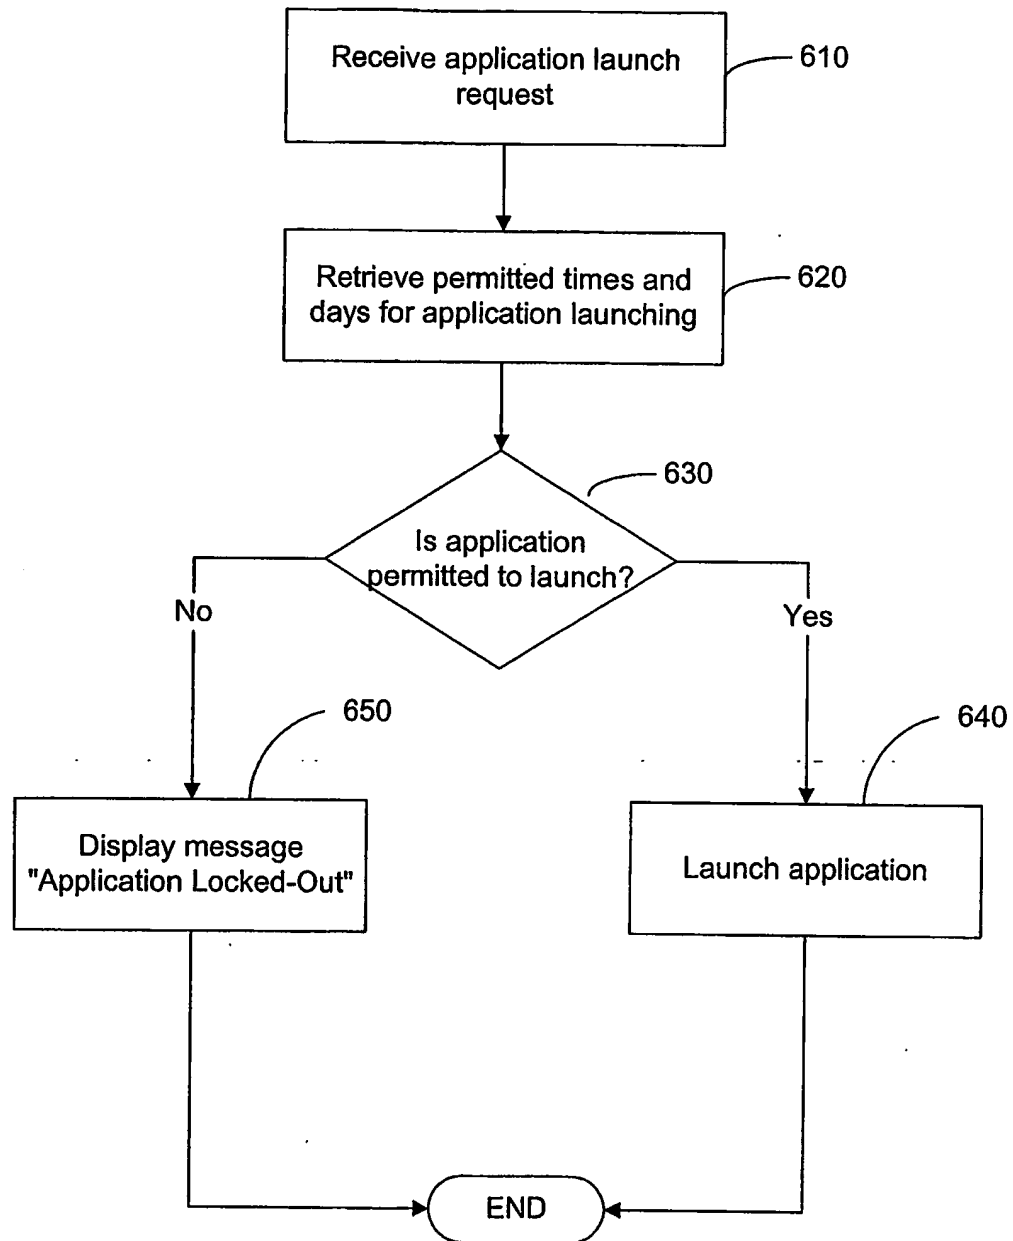 Receive application launch
request
610
Retrieve permitted times and
days for application launching
620
630
Is application
permitted to launch?
No
Yes
650
640
Display message
"Application Locked-Out"
Launch application
END